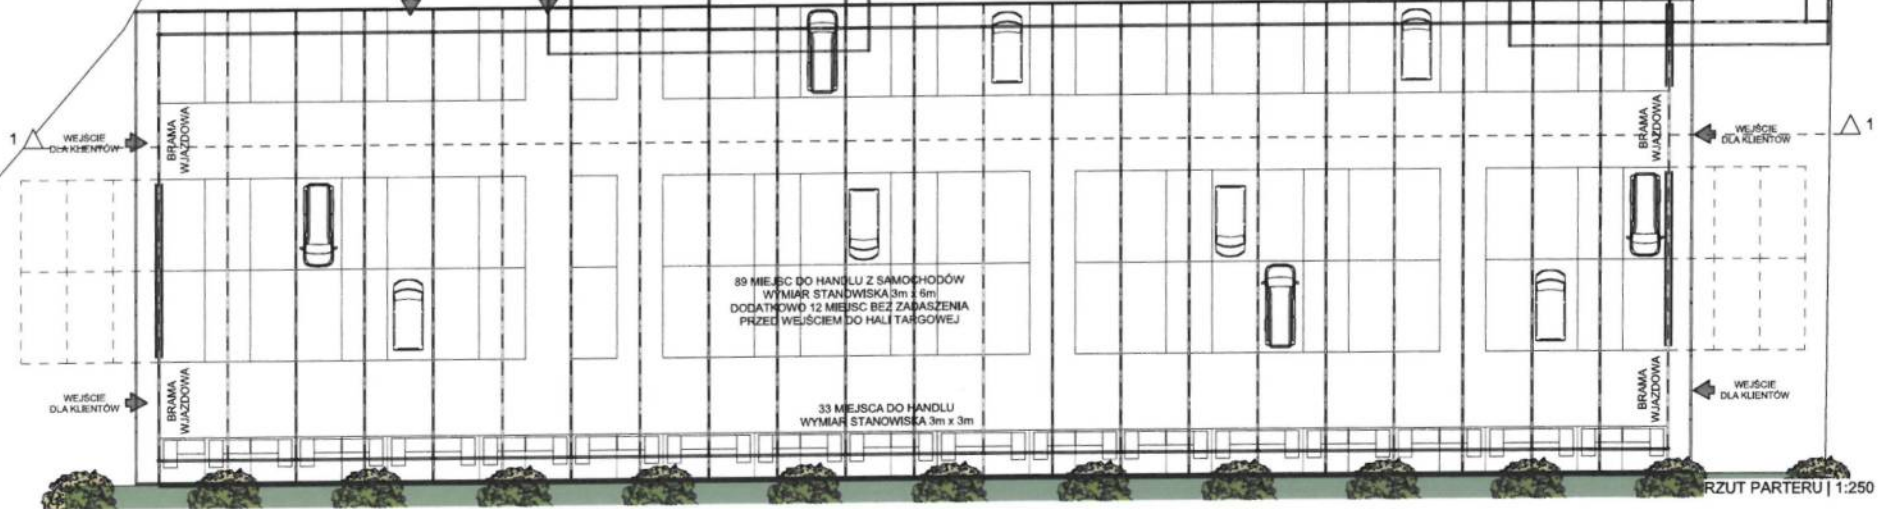 BRAMA
WJAZDOWA
BRAMA
WJAZDOWA
1
WEJŚCIE
DLA KLIENTÓW
WEJŚCIE
DLA KLIENTÓW
1
89 MIEJSC DO HANDLU Z SAMOCHODÓW
WYMIAR STANOWISKA 3m x 6m
DODATKOWO 12 MIEJSC BEZ ZADASZENIA
PRZED WEJŚCIEM DO HALI TARGOWEJ
WEJŚCIE
DLA KLIENTÓW
BRAMA
WJAZDOWA
33 MIEJSCA DO HANDLU
WYMIAR STANOWISKA 3m x 3m
BRAMA
WJAZDOWA
WEJŚCIE
DLA KLIENTÓW
RZUT PARTERU | 1:250